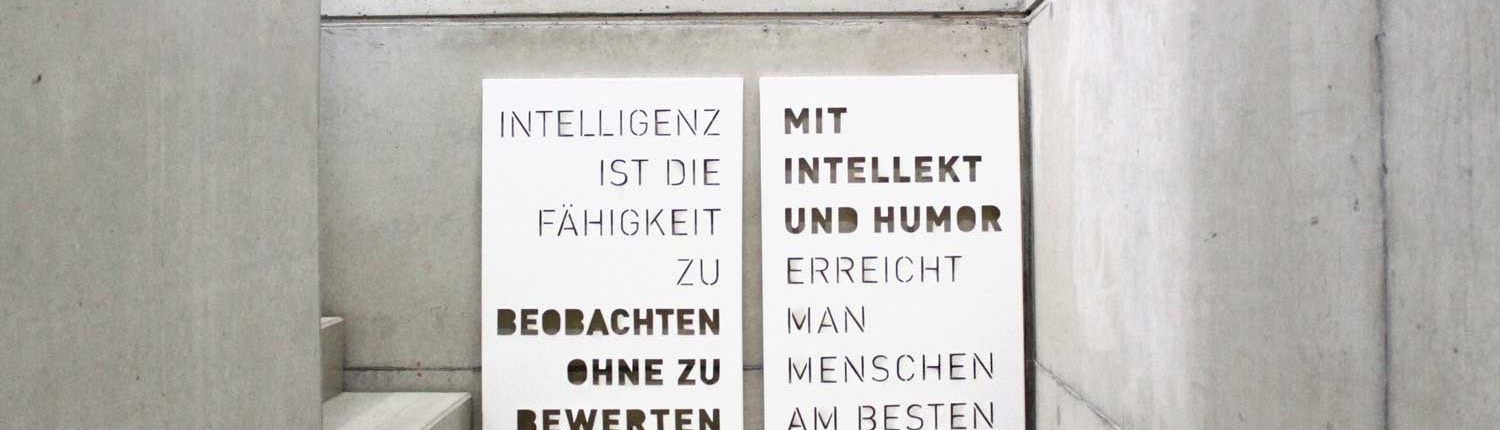 INTELLIGENZ
IST DIE
FÄHIGKEIT
ZU
BEOBACHTEN
OHNE ZU
BEWERTEN
MIT
INTELLEKT
UND HUMOR
ERREICHT
MAN
MENSCHEN
AM BESTEN